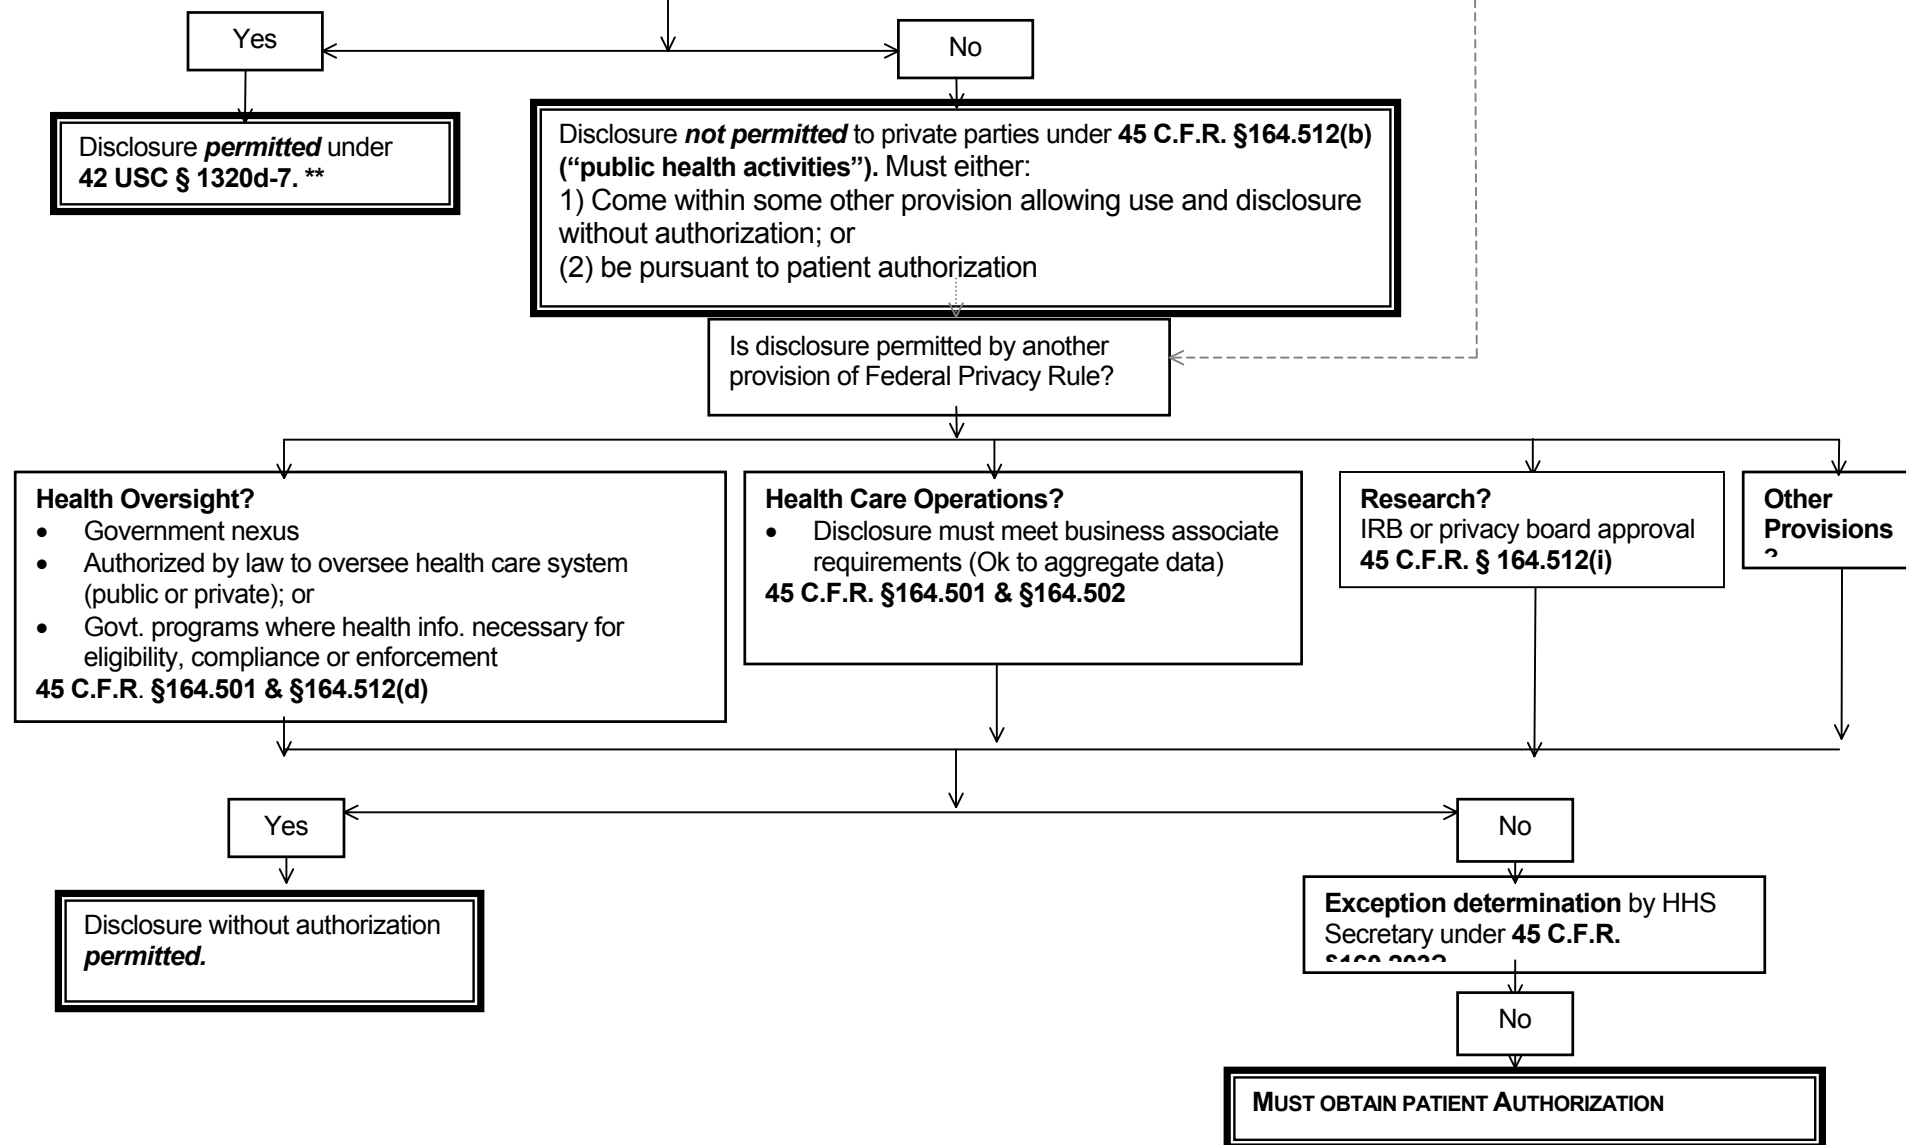 Yes
No
Disclosure permitted under
42 USC § 1320d-7. **
Disclosure not permitted to private parties under 45 C.F.R. §164.512(b)
(“public health activities”). Must either:
1) Come within some other provision allowing use and disclosure
without authorization; or
(2) be pursuant to patient authorization
Is disclosure permitted by another
provision of Federal Privacy Rule?
Health Oversight?
• Government nexus
• Authorized by law to oversee health care system
(public or private); or
• Govt. programs where health info. necessary for
eligibility, compliance or enforcement
45 C.F.R. §164.501 & §164.512(d)
Health Care Operations?
• Disclosure must meet business associate
requirements (Ok to aggregate data)
45 C.F.R. §164.501 & §164.502
Research?
IRB or privacy board approval
45 C.F.R. § 164.512(i)
Other
Provisions
?
Yes
No
Disclosure without authorization
permitted.
Exception determination by HHS
Secretary under 45 C.F.R.
No
MUST OBTAIN PATIENT AUTHORIZATION